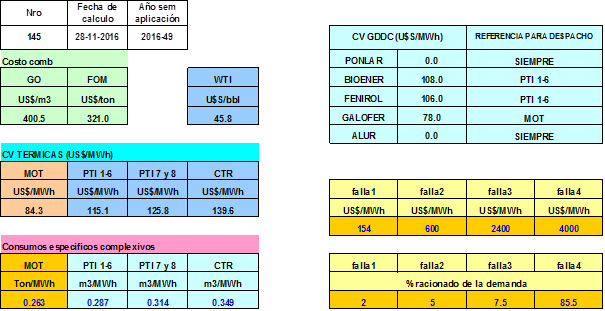 Nro Fecha de calculo Año sem aplicación
145 28-11-2016 2016-49
Costo comb
GO FOM WTI
US$/m3 US$/ton U$S/bbl
400.5 321.0 45.8
CV TERMICAS (US$/MWh)
MOT PTI 1-6 PTI 7 y 8 CTR
US$/MWh US$/MWh US$/MWh US$/MWh
84.3 115.1 125.8 139.6
Consumos específicos complexivos
MOT PTI 1-6 PTI 7 y 8 CTR
Ton/MWh m3/MWh m3/MWh m3/MWh
0.263 0.287 0.314 0.349
CV GDDC (U$S/MWh) REFERENCIA PARA DESPACHO
PONLAR 0.0 SIEMPRE
BIOENER 108.0 PTI 1-6
FENIROL 106.0 PTI 1-6
GALOFER 78.0 MOT
ALUR 0.0 SIEMPRE
falla1 falla2 falla3 falla4
US$/MWh US$/MWh US$/MWh US$/MWh
154 600 2400 4000
falla1 falla2 falla3 falla4
% racionado de la demanda
2 5 7.5 85.5